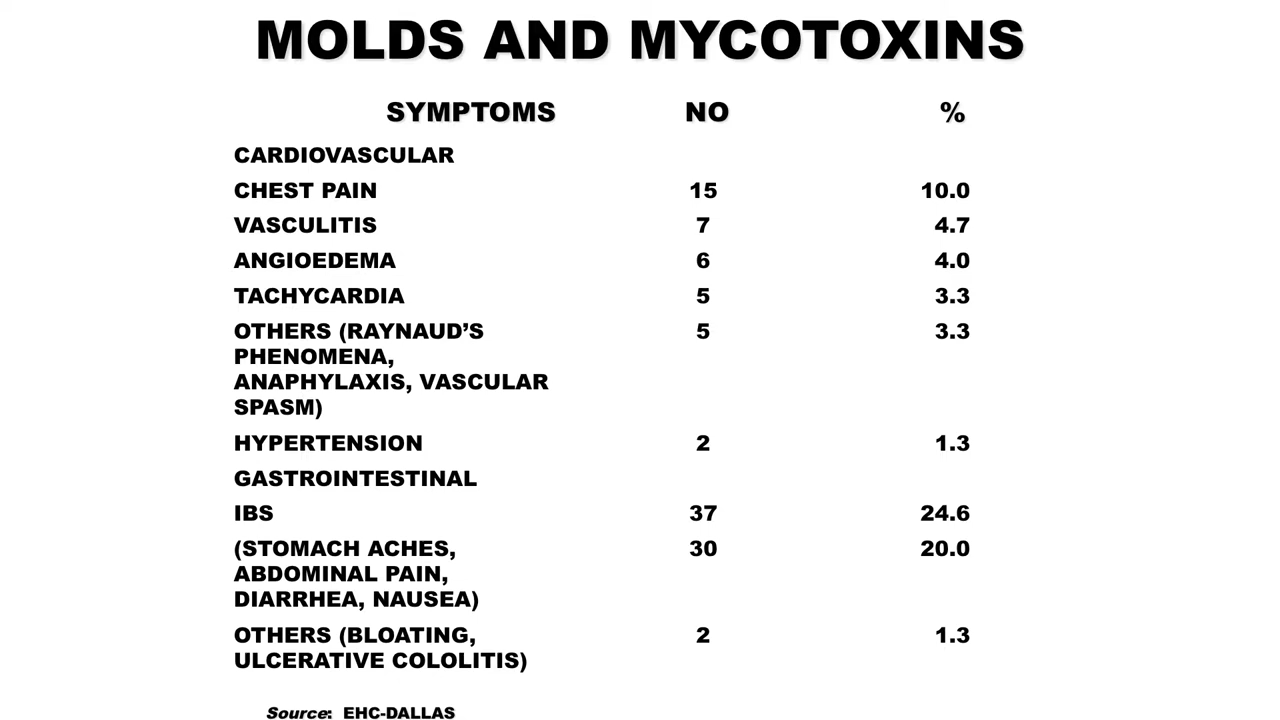 MOLDS AND MYCOTOXINS
SYMPTOMS NO %
CARDIOVASCULAR
CHEST PAIN 15 10.0
VASCULITIS 7 4.7
ANGIOEDEMA 6 4.0
TACHYCARDIA 5 3.3
OTHERS (RAYNAUD’S 5 3.3
PHENOMENA,
ANAPHYLAXIS, VASCULAR
SPASM)
HYPERTENSION 2 1.3
GASTROINTESTINAL
IBS 37 24.6
(STOMACH ACHES, 30 20.0
ABDOMINAL PAIN,
DIARRHEA, NAUSEA)
OTHERS (BLOATING, 2 1.3
ULCERATIVE COLOLITIS)
Source: EHC-DALLAS